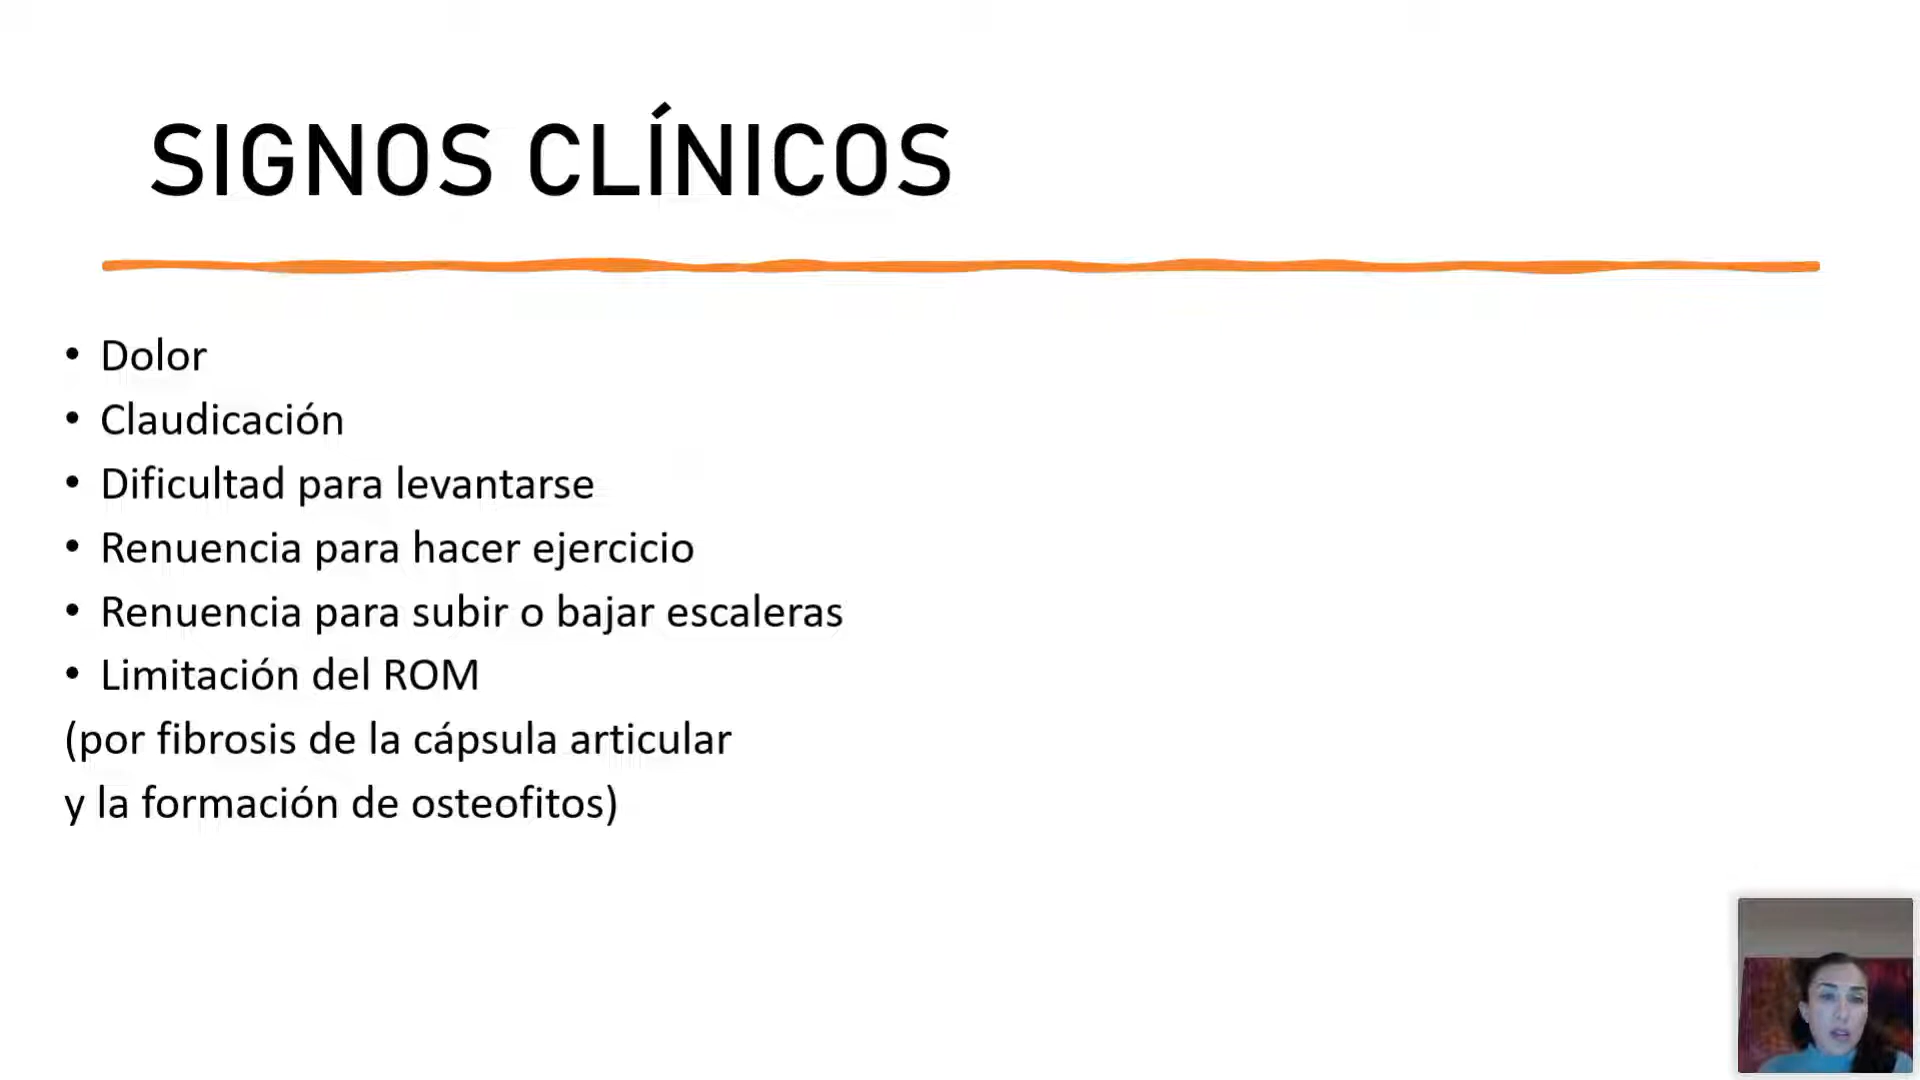 SIGNOS CLÍNICOS
• Dolor
• Claudicación
• Dificultad para levantarse
• Renuencia para hacer ejercicio
• Renuencia para subir o bajar escaleras
• Limitación del ROM
(por fibrosis de la cápsula articular
y la formación de osteofitos)